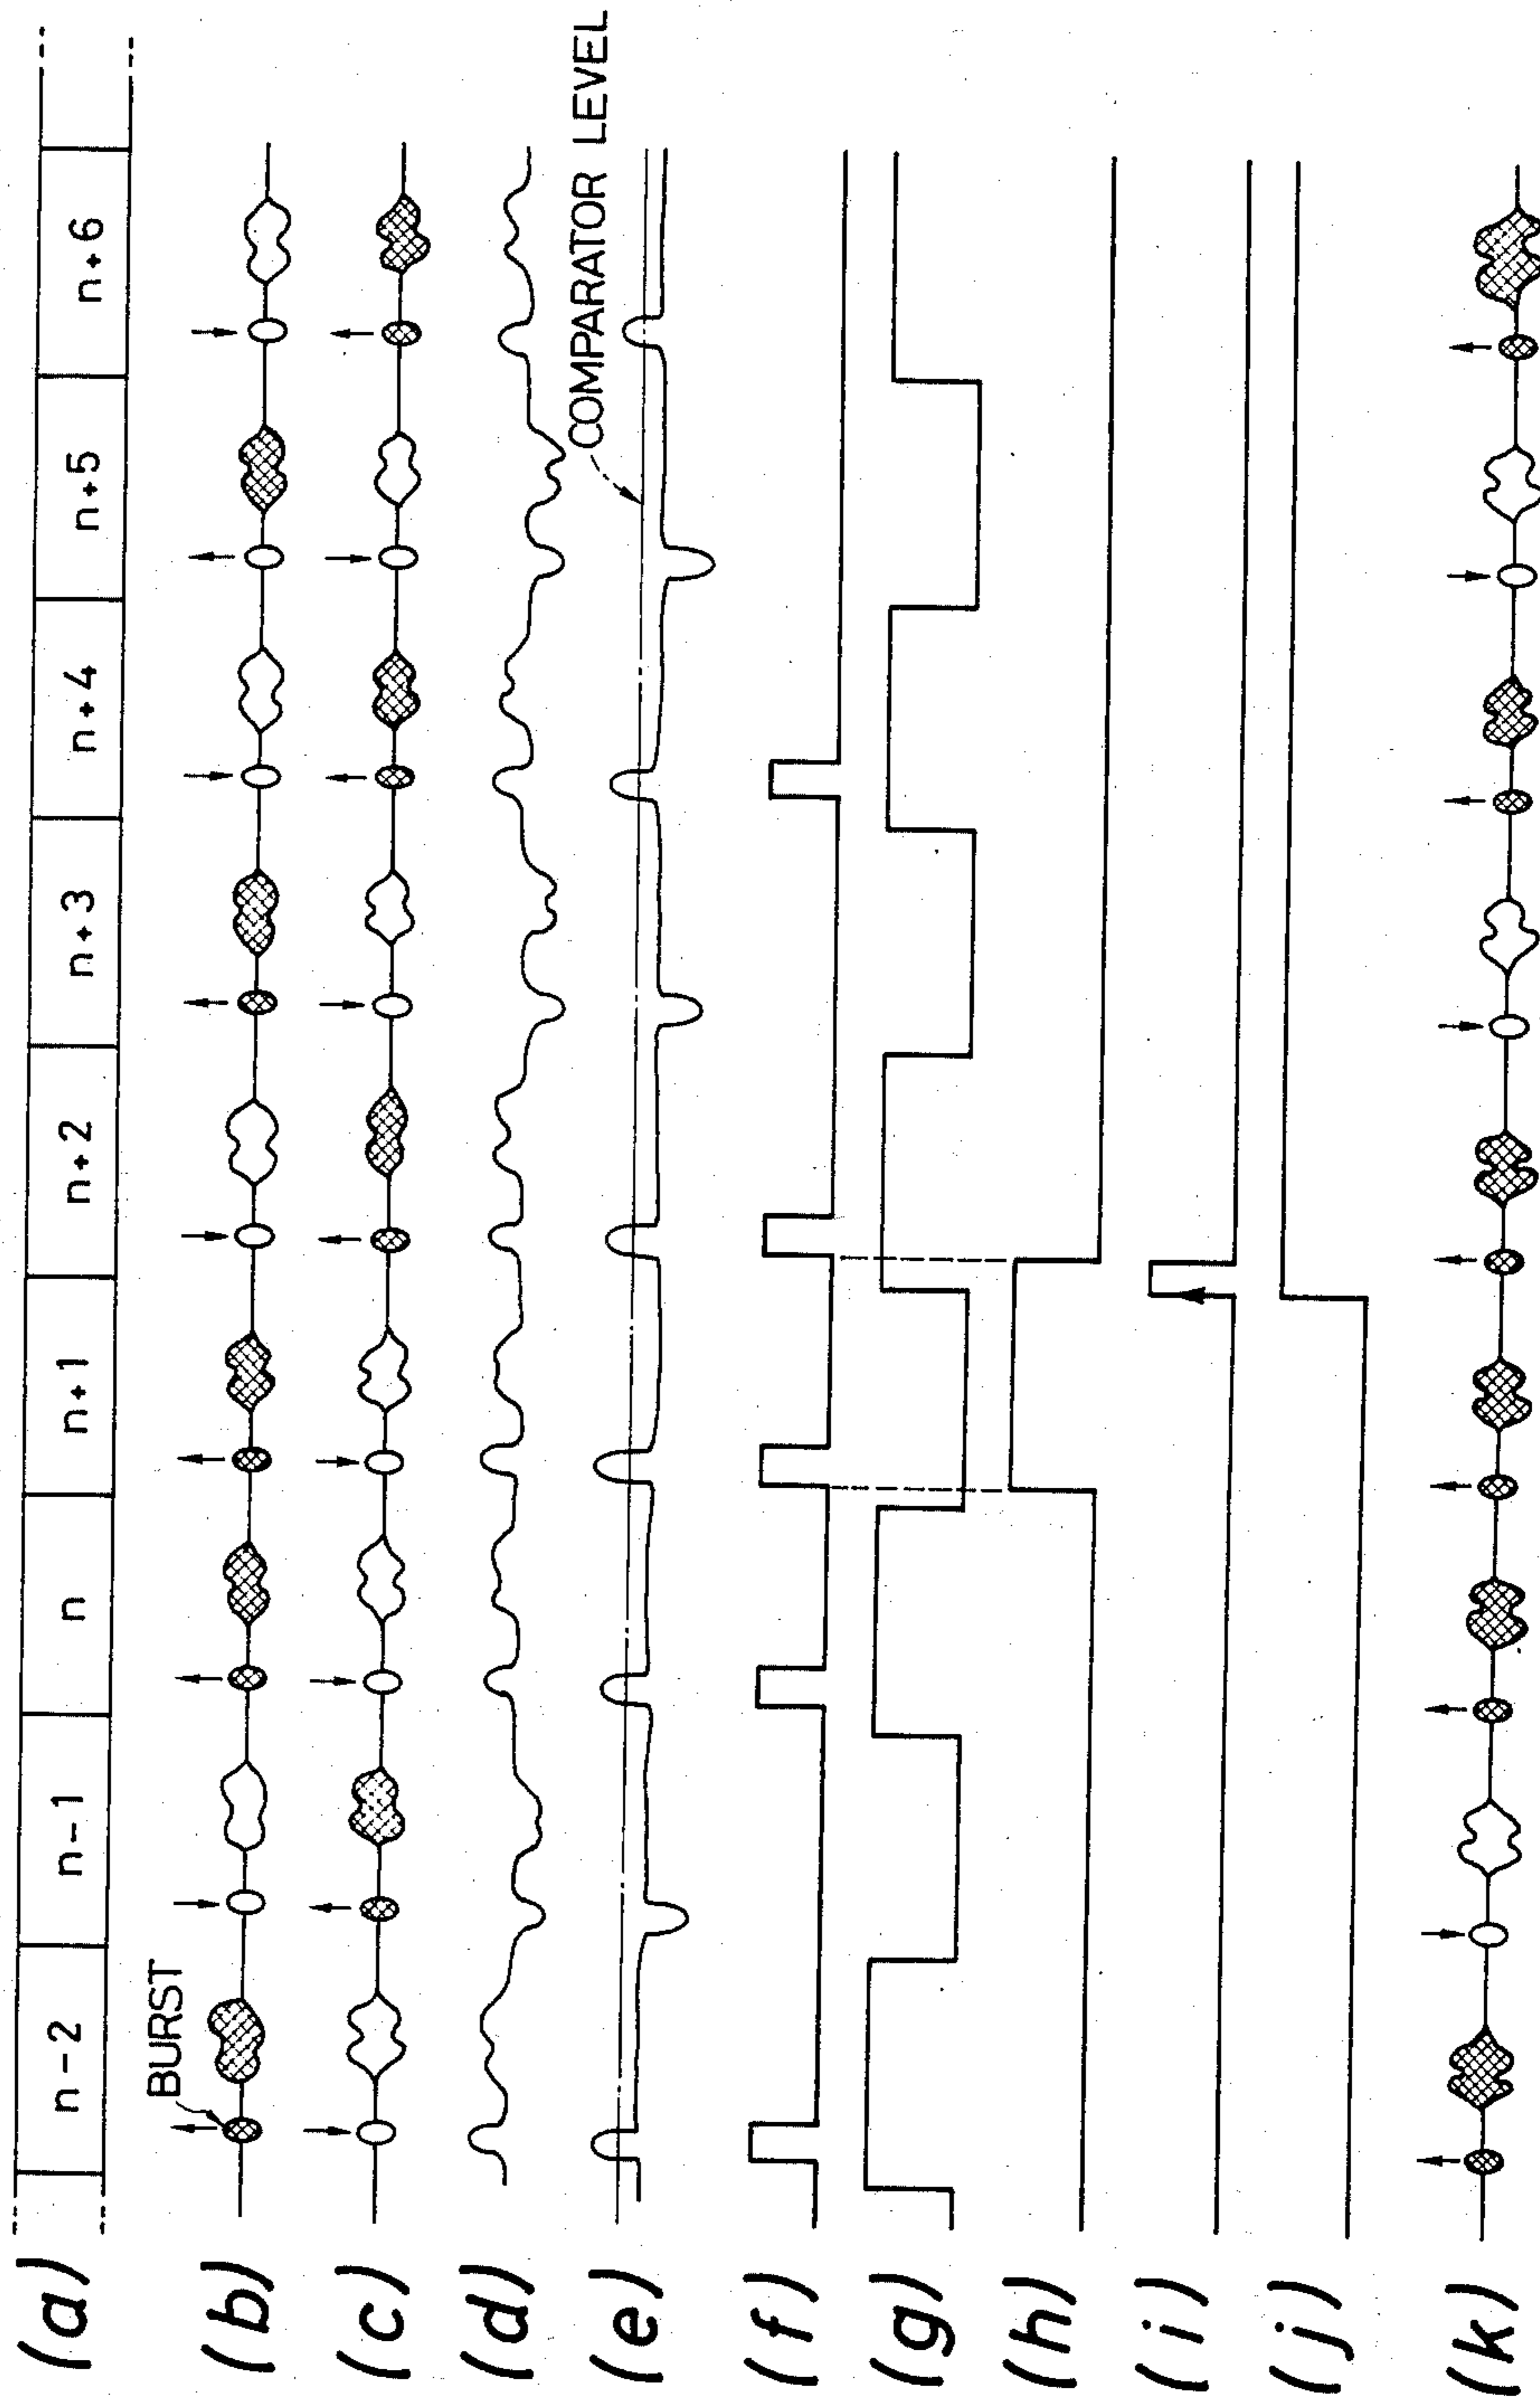 (a) n-2 n-1 n n+1 n+2 n+3 n+4 n+5 n+6
(b) BURST
(c)
(d)
(e) COMPARATOR LEVEL
(f)
(g)
(h)
(i)
(j)
(k)